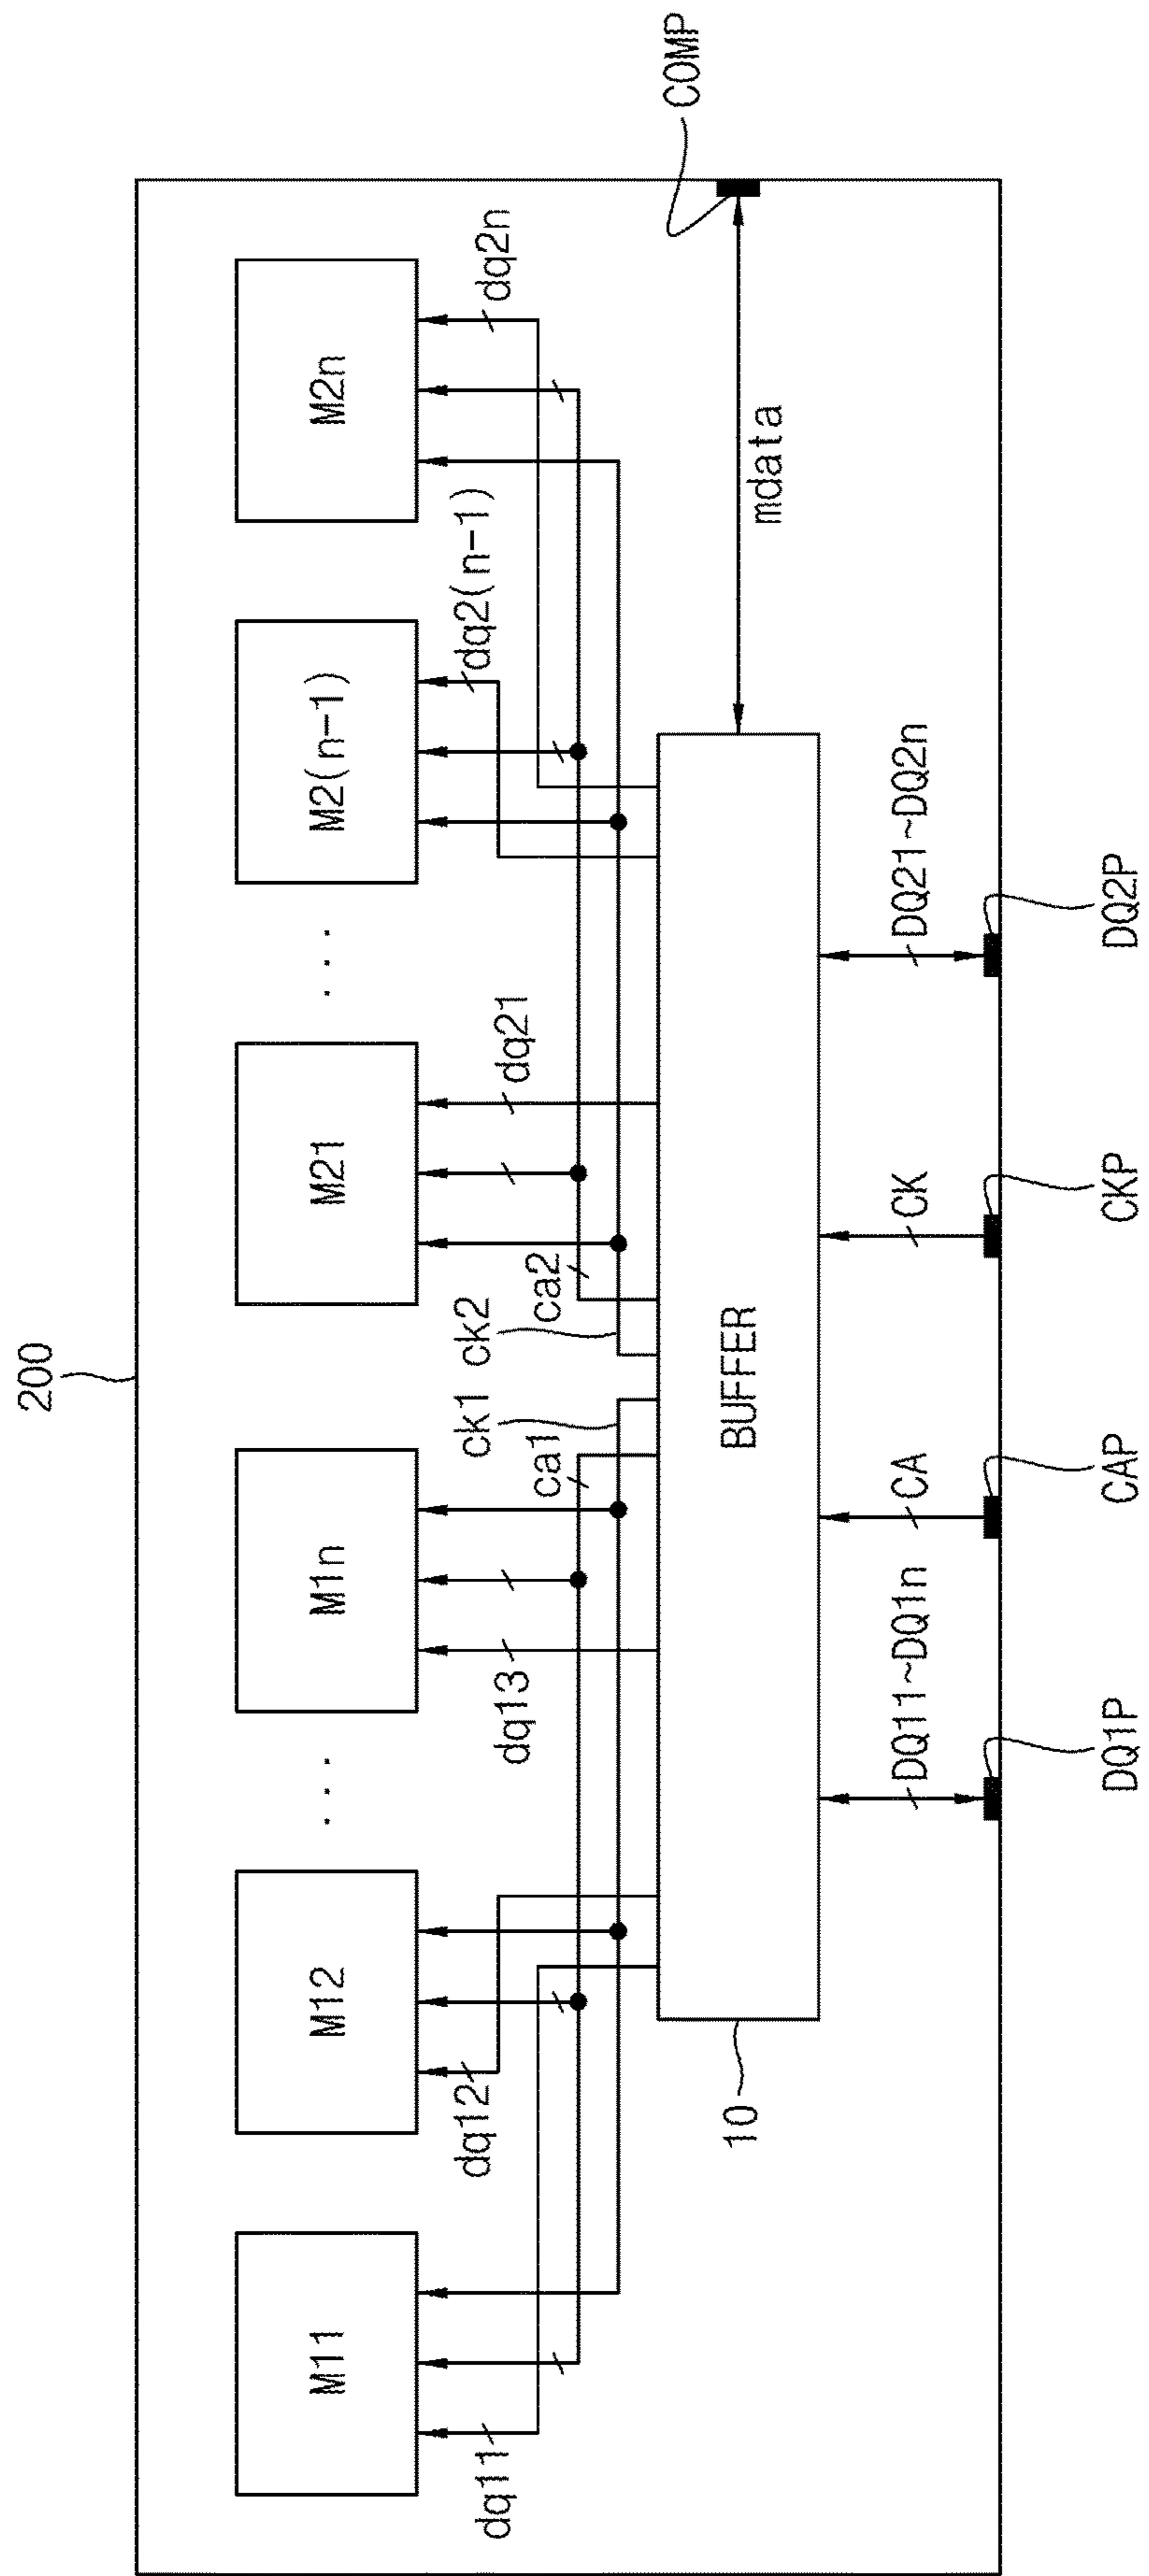 200
M11
M12
. . .
M1n
M21
. . .
M2(n-1)
M2n
dq11
dq12
dq13
ca1
ck1
ck2
ca2
dq21
dq2(n-1)
dq2n
10
BUFFER
mdata
COMP
DQ11~DQ1n
CA
CK
DQ21~DQ2n
DQ1P
CAP
CKP
DQ2P